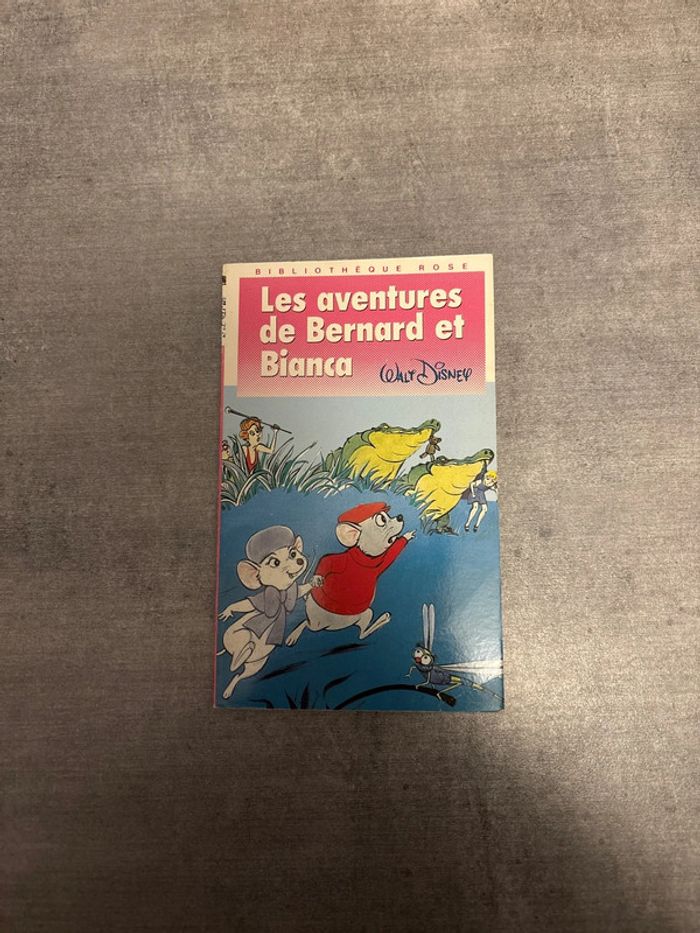 BIBLIOTHÈQUE ROSE
Les aventures
de Bernard et
Bianca
WALT DISNEY